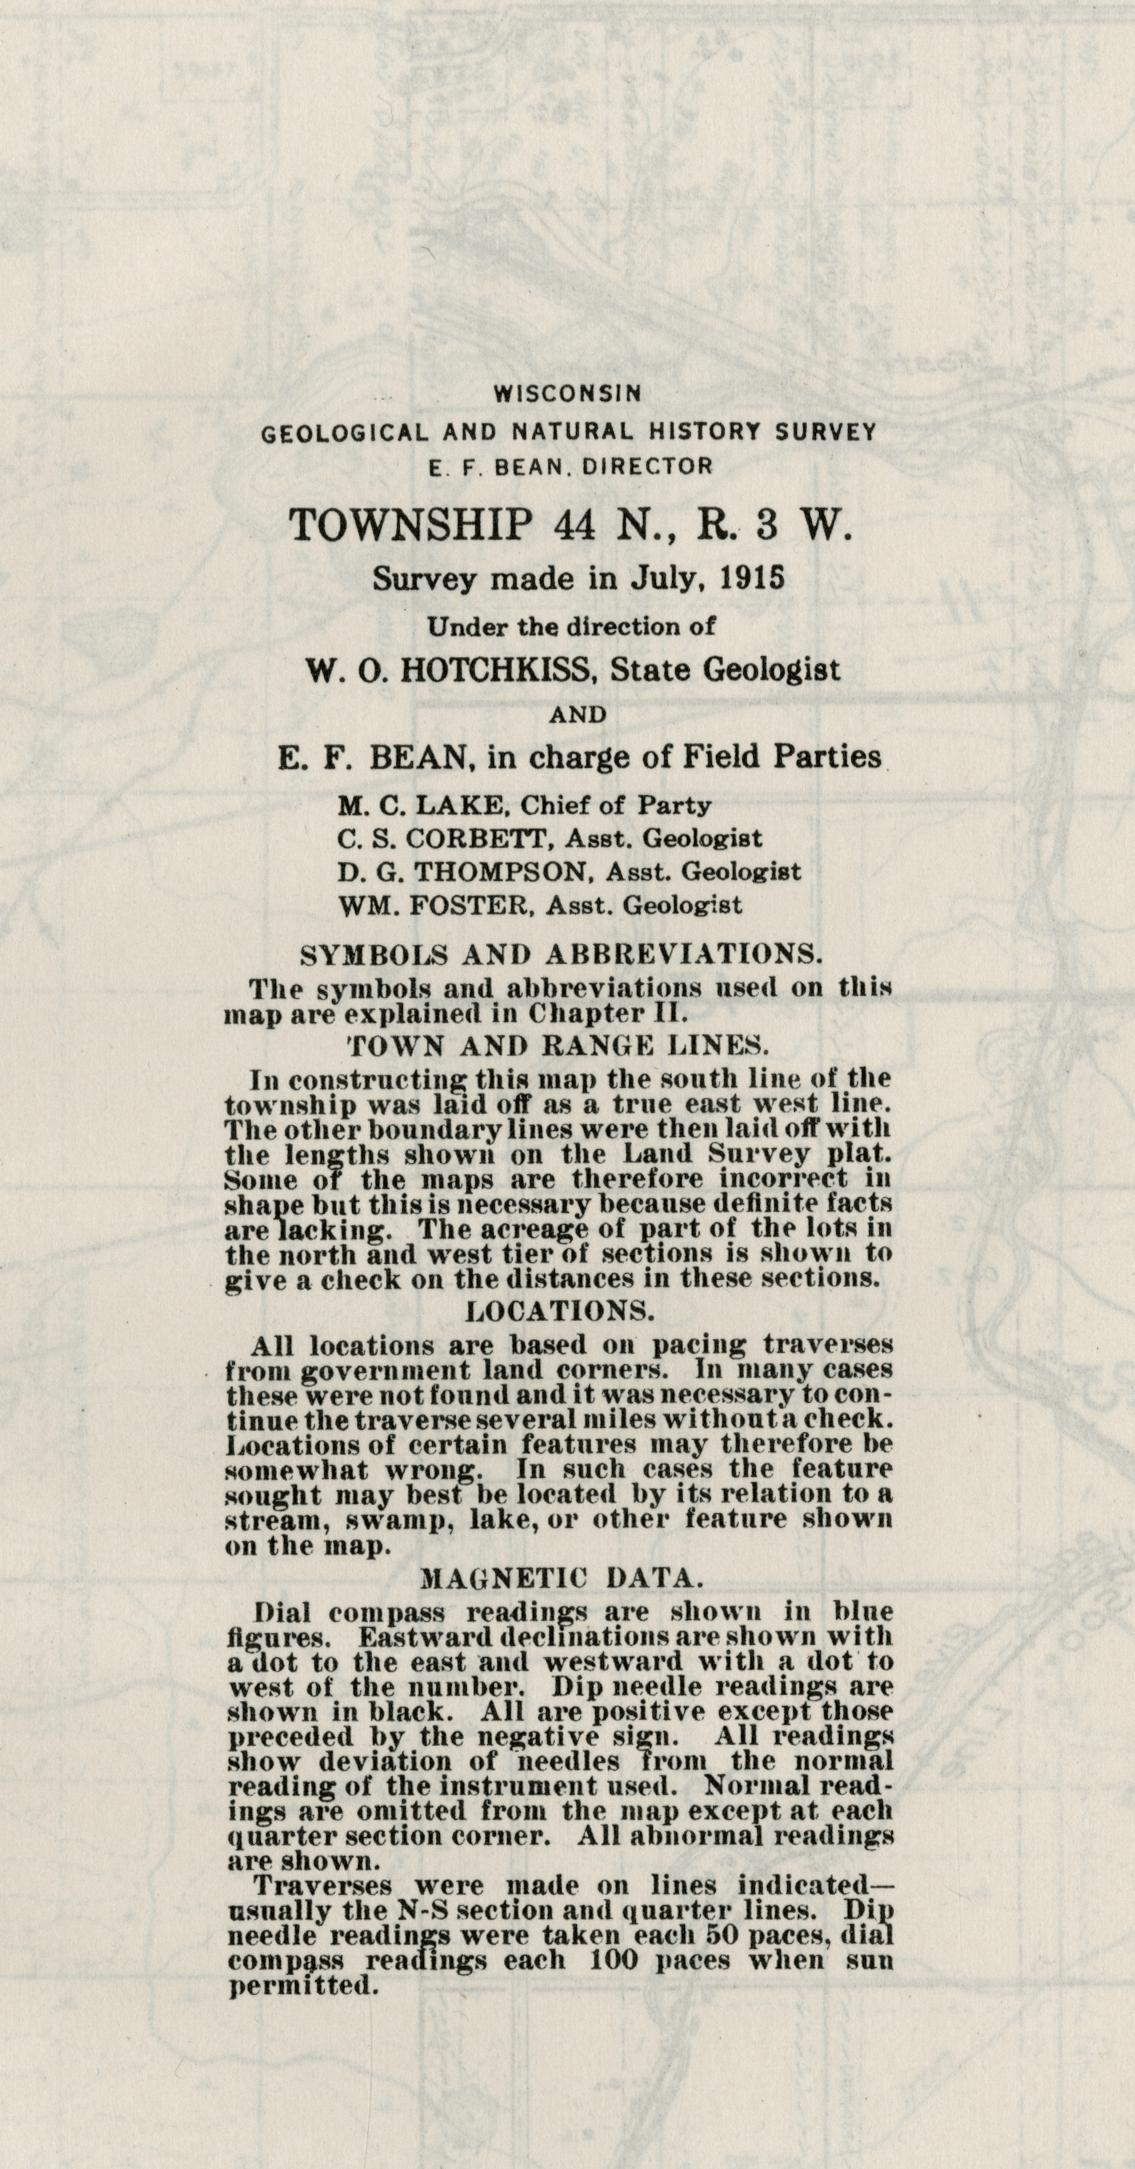 WISCONSIN
GEOLOGICAL AND NATURAL HISTORY SURVEY
E. F. BEAN, DIRECTOR
TOWNSHIP 44 N., R. 3 W.
Survey made in July, 1915
Under the direction of
W. O. HOTCHKISS, State Geologist
AND
E. F. BEAN, in charge of Field Parties
M. C. LAKE, Chief of Party
C. S. CORBETT, Asst. Geologist
D. G. THOMPSON, Asst. Geologist
WM. FOSTER, Asst. Geologist
SYMBOLS AND ABBREVIATIONS.
The symbols and abbreviations used on this
map are explained in Chapter II.
TOWN AND RANGE LINES.
In constructing this map the south line of the
township was laid off as a true east west line.
The other boundary lines were then laid off with
the lengths shown on the Land Survey plat.
Some of the maps are therefore incorrect in
shape but this is necessary because definite facts
are lacking. The acreage of part of the lots in
the north and west tier of sections is shown to
give a check on the distances in these sections.
LOCATIONS.
All locations are based on pacing traverses
from government land corners. In many cases
these were not found and it was necessary to con-
tinue the traverse several miles without a check.
Locations of certain features may therefore be
somewhat wrong. In such cases the feature
sought may best be located by its relation to a
stream, swamp, lake, or other feature shown
on the map.
MAGNETIC DATA.
Dial compass readings are shown in blue
figures. Eastward declinations are shown with
a dot to the east and westward with a dot to
west of the number. Dip needle readings are
shown in black. All are positive except those
preceded by the negative sign. All readings
show deviation of needles from the normal
reading of the instrument used. Normal read-
ings are omitted from the map except at each
quarter section corner. All abnormal readings
are shown.
Traverses were made on lines indicated—
usually the N-S section and quarter lines. Dip
needle readings were taken each 50 paces, dial
compass readings each 100 paces when sun
permitted.